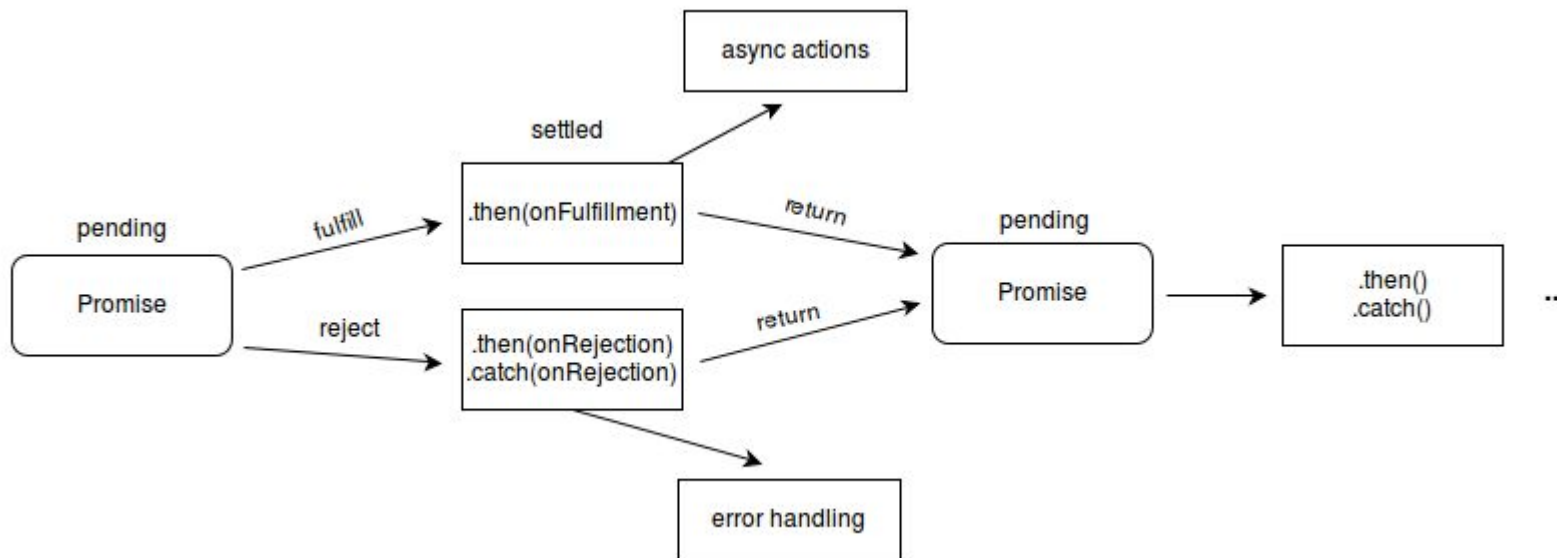 async actions
settled
.then(onFulfillment)
fulfill
return
pending
Promise
pending
Promise
.then()
.catch()
..
reject
.then(onRejection)
.catch(onRejection)
return
error handling